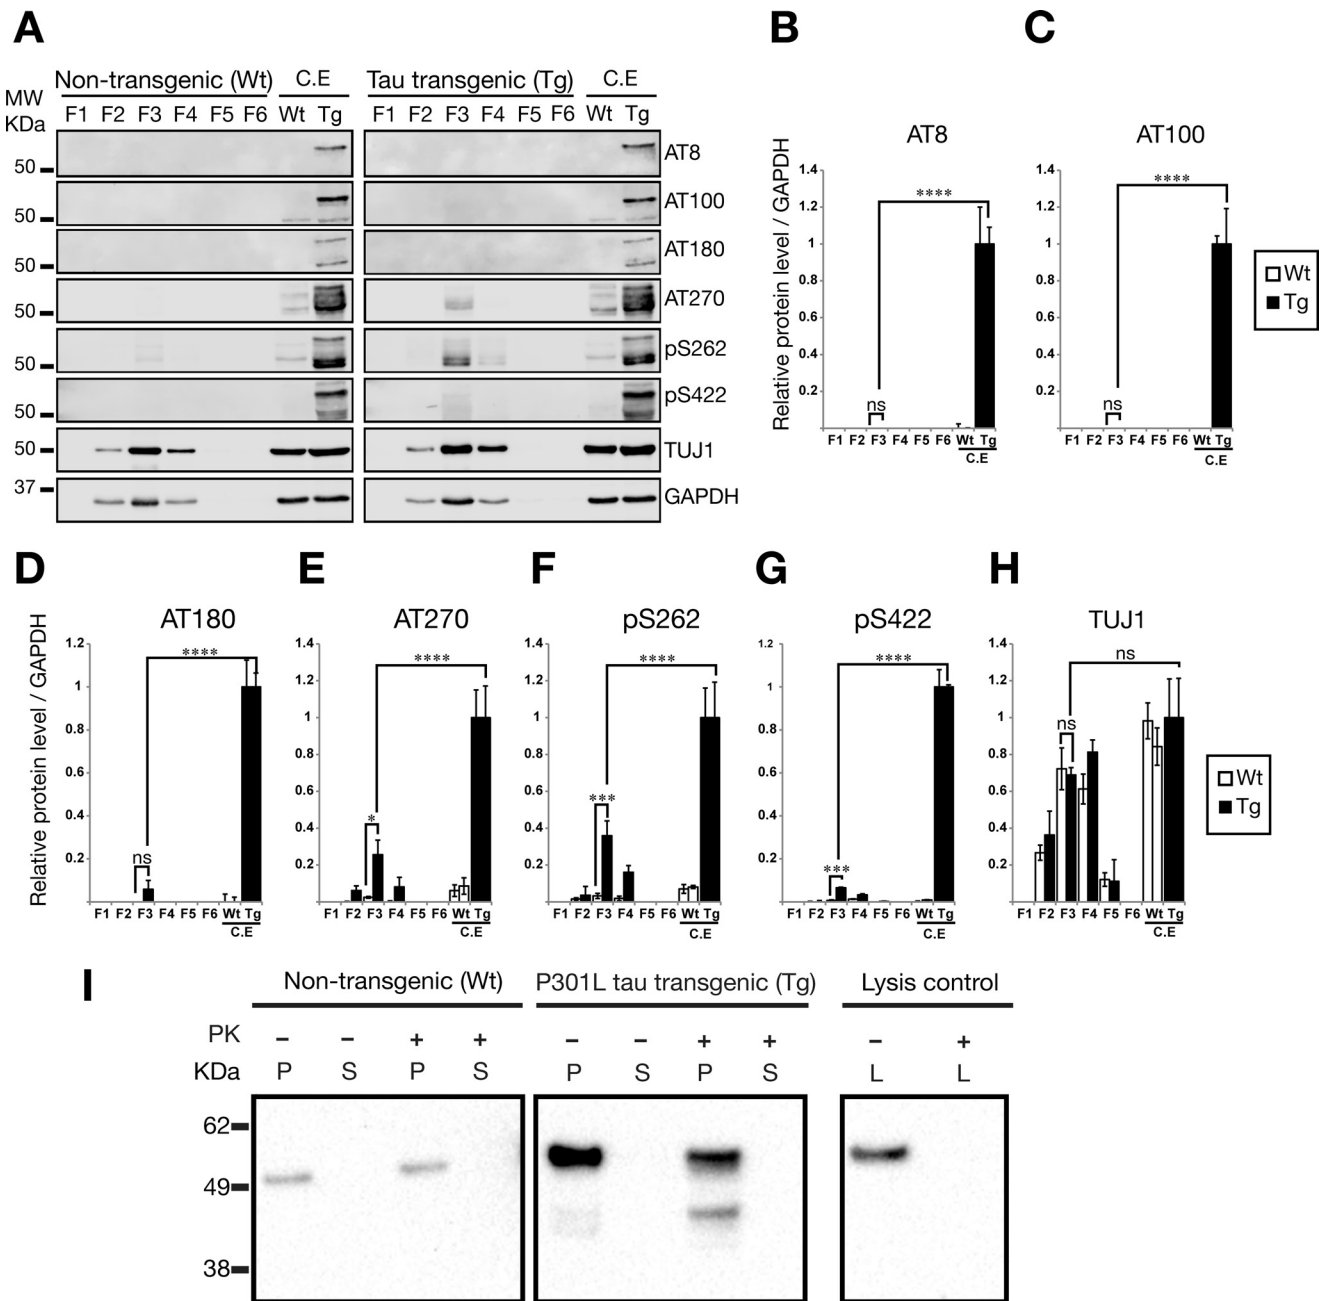 A
Non-transgenic (Wt) C.E Tau transgenic (Tg) C.E
MW
KDa
F1 F2 F3 F4 F5 F6 Wt Tg F1 F2 F3 F4 F5 F6 Wt Tg
50 AT8
50 AT100
50 AT180
50 AT270
50 pS262
50 pS422
50 TUJ1
37 GAPDH
B
AT8
Relative protein level / GAPDH
1.4
1.2
1
0.8
0.6
0.4
0.2
****
ns
F1 F2 F3 F4 F5 F6 Wt Tg
C.E
C
AT100
1.4
1.2
1
0.8
0.6
0.4
0.2
****
ns
F1 F2 F3 F4 F5 F6 Wt Tg
C.E
Wt
Tg
D
AT180
Relative protein level / GAPDH
1.2
1
0.8
0.6
0.4
0.2
****
ns
F1 F2 F3 F4 F5 F6 Wt Tg
C.E
E
AT270
1.4
1.2
1
0.8
0.6
0.4
0.2
****
*
F1 F2 F3 F4 F5 F6 Wt Tg
C.E
F
pS262
1.4
1.2
1
0.8
0.6
0.4
0.2
****
***
F1 F2 F3 F4 F5 F6 Wt Tg
C.E
G
pS422
1.2
1
0.8
0.6
0.4
0.2
****
***
F1 F2 F3 F4 F5 F6 Wt Tg
C.E
H
TUJ1
1.4
1.2
1
0.8
0.6
0.4
0.2
ns
ns
F1 F2 F3 F4 F5 F6 Wt Tg
C.E
Wt
Tg
I
Non-transgenic (Wt) P301L tau transgenic (Tg) Lysis control
PK – – + + – – + + – +
KDa P S P S P S P S L L
62
49
38